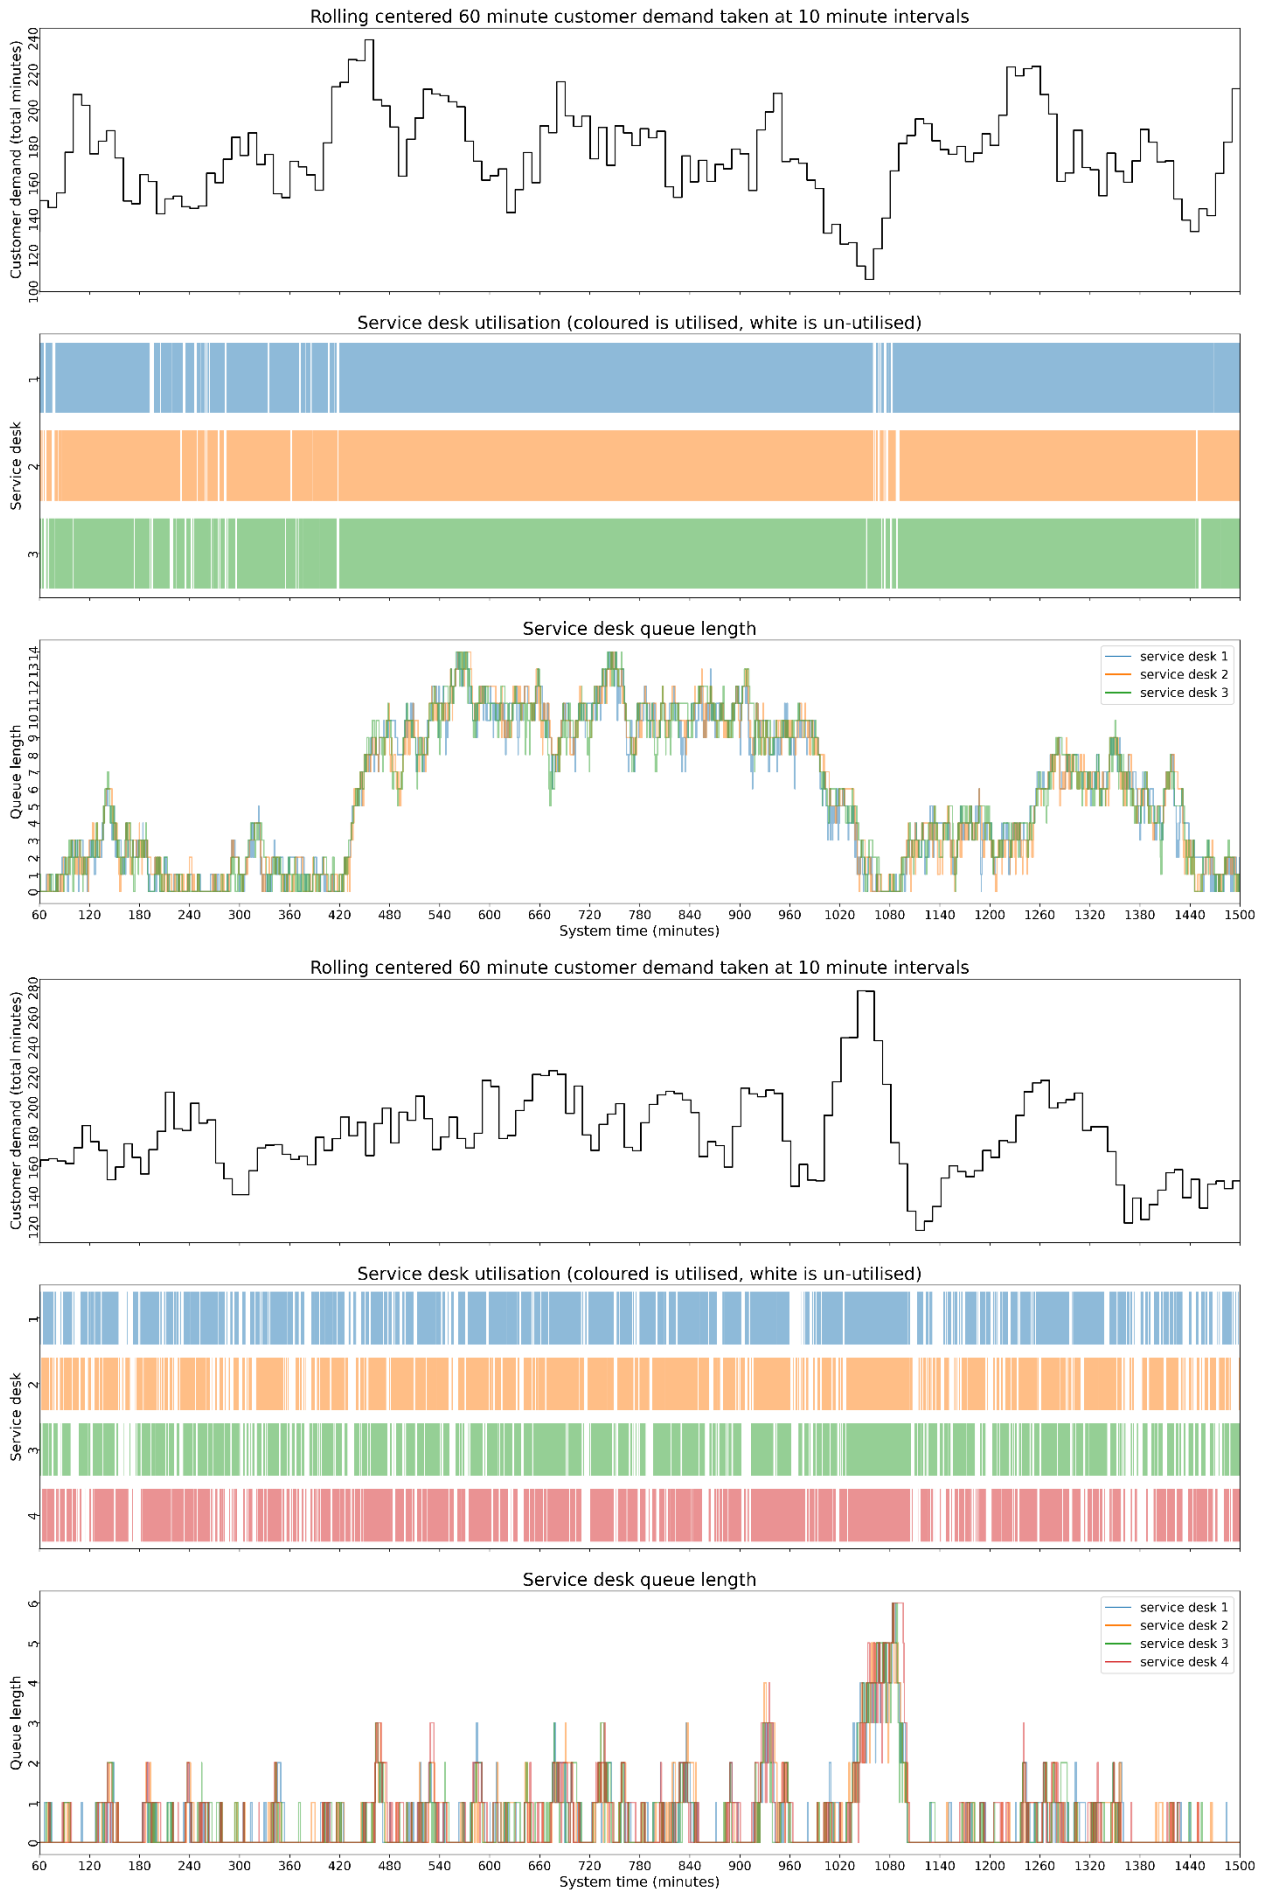 Rolling centered 60 minute customer demand taken at 10 minute intervals
Customer demand (total minutes)
240
220
200
180
160
140
120
100
Service desk utilisation (coloured is utilised, white is un-utilised)
Service desk
1
2
3
Service desk queue length
Queue length
14
13
12
11
10
9
8
7
6
5
4
3
2
1
0
service desk 1
service desk 2
service desk 3
60 120 180 240 300 360 420 480 540 600 660 720 780 840 900 960 1020 1080 1140 1200 1260 1320 1380 1440 1500
System time (minutes)
Rolling centered 60 minute customer demand taken at 10 minute intervals
Customer demand (total minutes)
280
260
240
220
200
180
160
140
120
Service desk utilisation (coloured is utilised, white is un-utilised)
Service desk
1
2
3
4
Service desk queue length
Queue length
6
5
4
3
2
1
0
service desk 1
service desk 2
service desk 3
service desk 4
60 120 180 240 300 360 420 480 540 600 660 720 780 840 900 960 1020 1080 1140 1200 1260 1320 1380 1440 1500
System time (minutes)